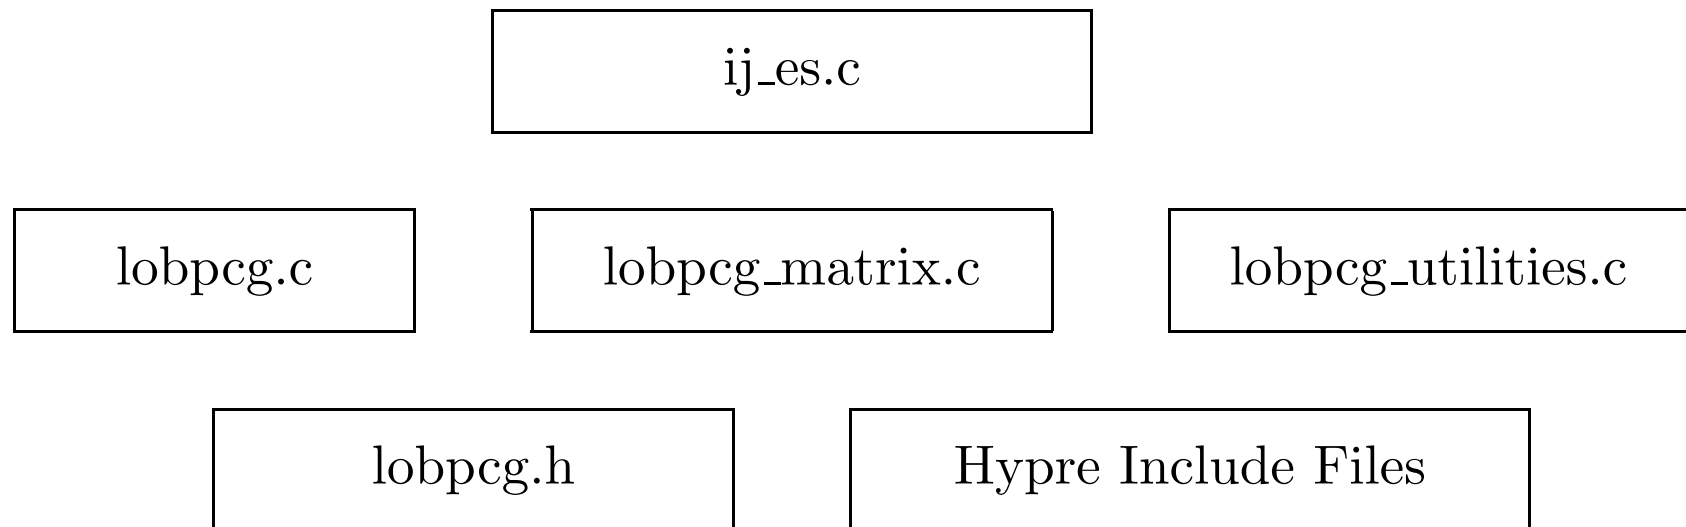 ij_es.c
lobpcg.c
lobpcg_matrix.c
lobpcg_utilities.c
lobpcg.h
Hypre Include Files